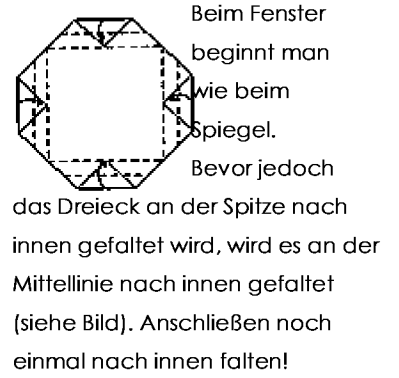 Beim Fenster
beginnt man
wie beim
Spiegel.
Bevor jedoch
das Dreieck an der Spitze nach
innen gefaltet wird, wird es an der
Mittellinie nach innen gefaltet
(siehe Bild). Anschließen noch
einmal nach innen falten!